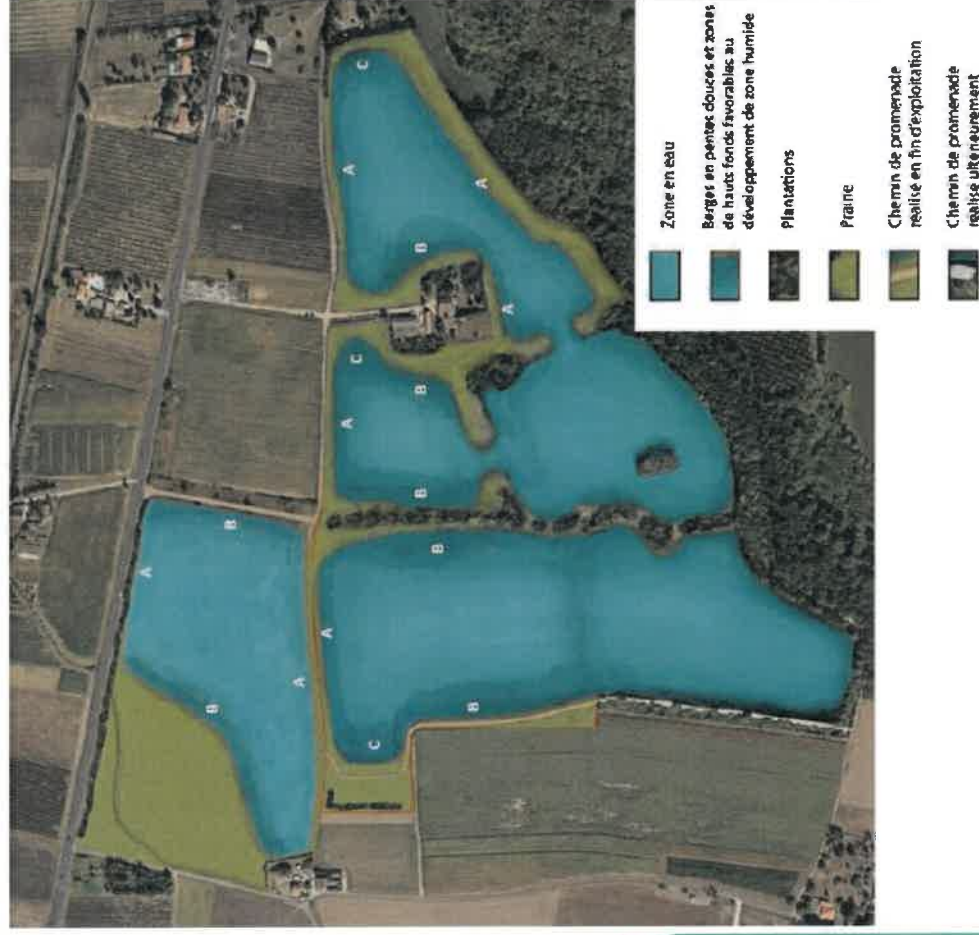 A
B
B
A
A
C
A
C
A
C
B
B
B
B
B
A
A
Zone en eau
Berges en pentes douces et zones
de hauts fonds favorables au
développement de zone humide
Plantations
Prairie
Chemin de promenade
réalisé en fin d'exploitation
Chemin de promenade
réalisé ultérieurement